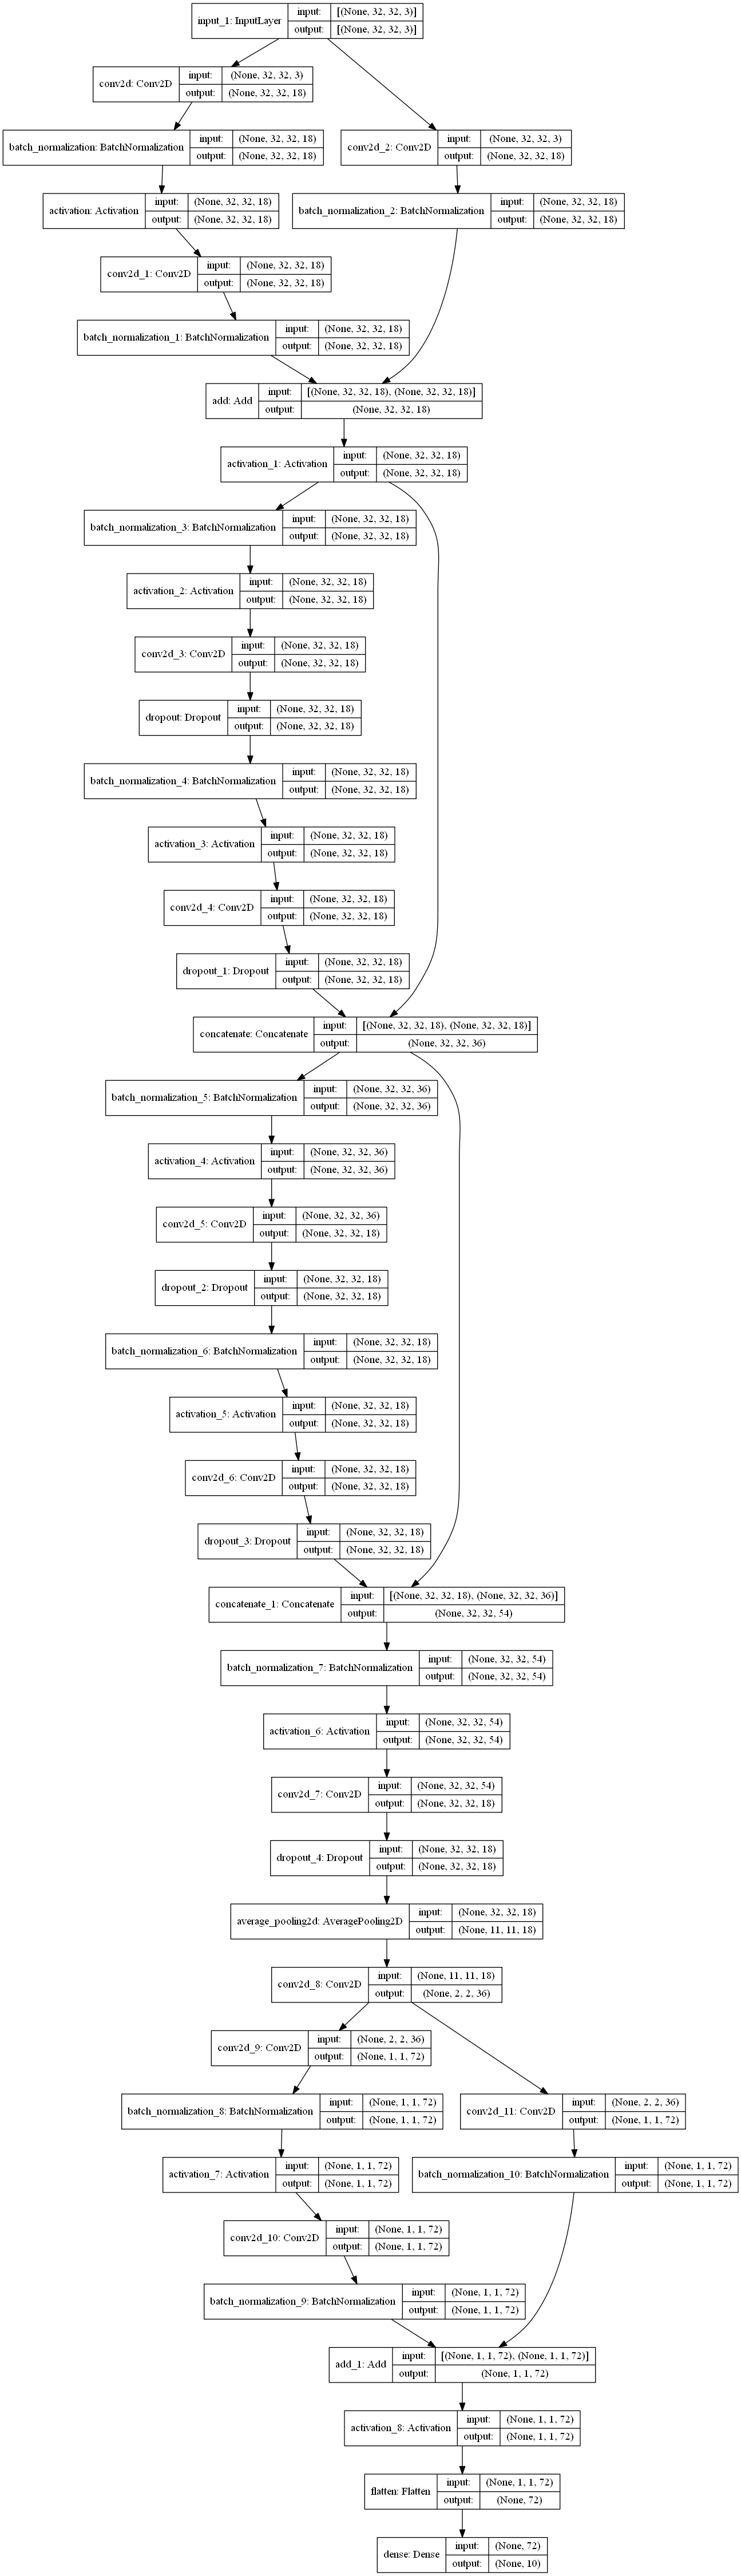 input_1: InputLayer
input: [(None, 32, 32, 3)]
output: [(None, 32, 32, 3)]
conv2d: Conv2D
input: (None, 32, 32, 3)
output: (None, 32, 32, 18)
batch_normalization: BatchNormalization
input: (None, 32, 32, 18)
output: (None, 32, 32, 18)
conv2d_2: Conv2D
input: (None, 32, 32, 3)
output: (None, 32, 32, 18)
activation: Activation
input: (None, 32, 32, 18)
output: (None, 32, 32, 18)
batch_normalization_2: BatchNormalization
input: (None, 32, 32, 18)
output: (None, 32, 32, 18)
conv2d_1: Conv2D
input: (None, 32, 32, 18)
output: (None, 32, 32, 18)
batch_normalization_1: BatchNormalization
input: (None, 32, 32, 18)
output: (None, 32, 32, 18)
add: Add
input: [(None, 32, 32, 18), (None, 32, 32, 18)]
output: (None, 32, 32, 18)
activation_1: Activation
input: (None, 32, 32, 18)
output: (None, 32, 32, 18)
batch_normalization_3: BatchNormalization
input: (None, 32, 32, 18)
output: (None, 32, 32, 18)
activation_2: Activation
input: (None, 32, 32, 18)
output: (None, 32, 32, 18)
conv2d_3: Conv2D
input: (None, 32, 32, 18)
output: (None, 32, 32, 18)
dropout: Dropout
input: (None, 32, 32, 18)
output: (None, 32, 32, 18)
batch_normalization_4: BatchNormalization
input: (None, 32, 32, 18)
output: (None, 32, 32, 18)
activation_3: Activation
input: (None, 32, 32, 18)
output: (None, 32, 32, 18)
conv2d_4: Conv2D
input: (None, 32, 32, 18)
output: (None, 32, 32, 18)
dropout_1: Dropout
input: (None, 32, 32, 18)
output: (None, 32, 32, 18)
concatenate: Concatenate
input: [(None, 32, 32, 18), (None, 32, 32, 18)]
output: (None, 32, 32, 36)
batch_normalization_5: BatchNormalization
input: (None, 32, 32, 36)
output: (None, 32, 32, 36)
activation_4: Activation
input: (None, 32, 32, 36)
output: (None, 32, 32, 36)
conv2d_5: Conv2D
input: (None, 32, 32, 36)
output: (None, 32, 32, 18)
dropout_2: Dropout
input: (None, 32, 32, 18)
output: (None, 32, 32, 18)
batch_normalization_6: BatchNormalization
input: (None, 32, 32, 18)
output: (None, 32, 32, 18)
activation_5: Activation
input: (None, 32, 32, 18)
output: (None, 32, 32, 18)
conv2d_6: Conv2D
input: (None, 32, 32, 18)
output: (None, 32, 32, 18)
dropout_3: Dropout
input: (None, 32, 32, 18)
output: (None, 32, 32, 18)
concatenate_1: Concatenate
input: [(None, 32, 32, 18), (None, 32, 32, 36)]
output: (None, 32, 32, 54)
batch_normalization_7: BatchNormalization
input: (None, 32, 32, 54)
output: (None, 32, 32, 54)
activation_6: Activation
input: (None, 32, 32, 54)
output: (None, 32, 32, 54)
conv2d_7: Conv2D
input: (None, 32, 32, 54)
output: (None, 32, 32, 18)
dropout_4: Dropout
input: (None, 32, 32, 18)
output: (None, 32, 32, 18)
average_pooling2d: AveragePooling2D
input: (None, 32, 32, 18)
output: (None, 11, 11, 18)
conv2d_8: Conv2D
input: (None, 11, 11, 18)
output: (None, 2, 2, 36)
conv2d_9: Conv2D
input: (None, 2, 2, 36)
output: (None, 1, 1, 72)
batch_normalization_8: BatchNormalization
input: (None, 1, 1, 72)
output: (None, 1, 1, 72)
conv2d_11: Conv2D
input: (None, 2, 2, 36)
output: (None, 1, 1, 72)
activation_7: Activation
input: (None, 1, 1, 72)
output: (None, 1, 1, 72)
batch_normalization_10: BatchNormalization
input: (None, 1, 1, 72)
output: (None, 1, 1, 72)
conv2d_10: Conv2D
input: (None, 1, 1, 72)
output: (None, 1, 1, 72)
batch_normalization_9: BatchNormalization
input: (None, 1, 1, 72)
output: (None, 1, 1, 72)
add_1: Add
input: [(None, 1, 1, 72), (None, 1, 1, 72)]
output: (None, 1, 1, 72)
activation_8: Activation
input: (None, 1, 1, 72)
output: (None, 1, 1, 72)
flatten: Flatten
input: (None, 1, 1, 72)
output: (None, 72)
dense: Dense
input: (None, 72)
output: (None, 10)